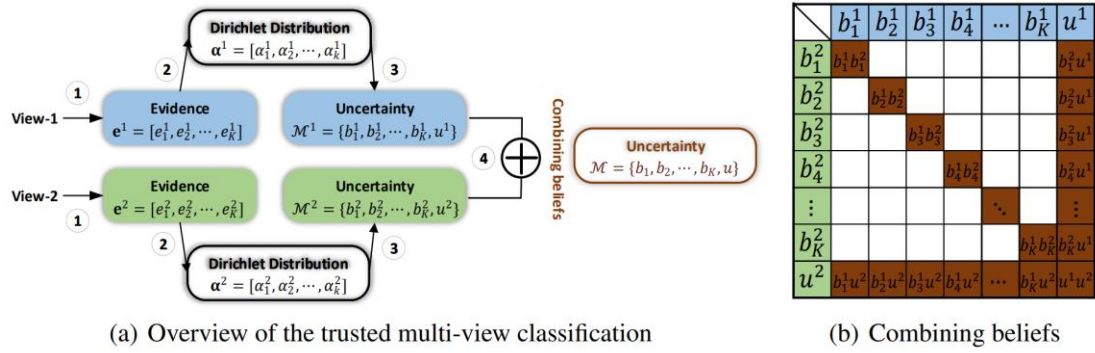 Dirichlet Distribution
α¹ = [α₁¹, α₂¹, ⋯, αₖ¹]
2
3
1
View-1
Evidence
e¹ = [e₁¹, e₂¹, ⋯, e_K¹]
Uncertainty
ℳ¹ = {b₁¹, b₂¹, ⋯, b_K¹, u¹}
4
Combining beliefs
Uncertainty
ℳ = {b₁, b₂, ⋯, b_K, u}
View-2
1
Evidence
e² = [e₁², e₂², ⋯, e_K²]
Uncertainty
ℳ² = {b₁², b₂², ⋯, b_K², u²}
2
3
Dirichlet Distribution
α² = [α₁², α₂², ⋯, αₖ²]
(a) Overview of the trusted multi-view classification
b₁¹ b₂¹ b₃¹ b₄¹ ⋯ b_K¹ u¹
b₁² b₁¹b₁² b₁²u¹
b₂² b₂¹b₂² b₂²u¹
b₃² b₃¹b₃² b₃²u¹
b₄² b₄¹b₄² b₄²u¹
⋮ ⋱ ⋮
b_K² b_K¹b_K² b_K²u¹
u² b₁¹u² b₂¹u² b₃¹u² b₄¹u² ⋯ b_K¹u² u¹u²
(b) Combining beliefs